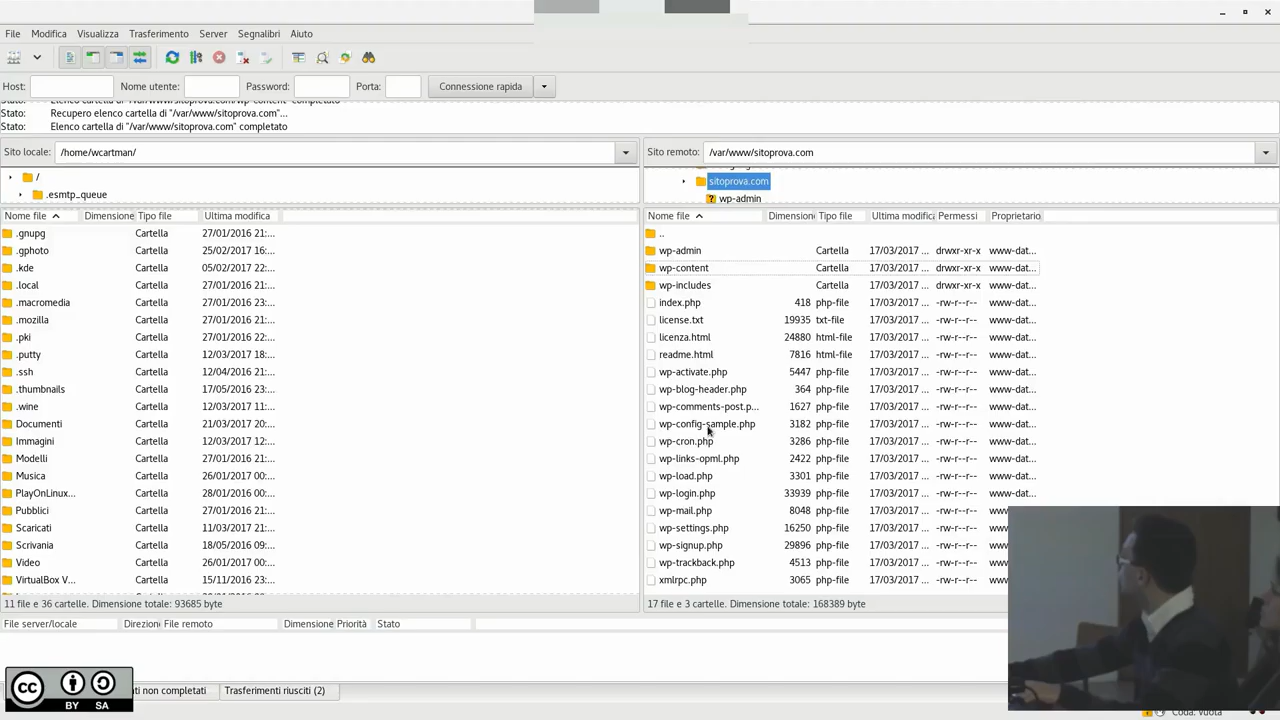 File Modifica Visualizza Trasferimento Server Segnalibri Aiuto
Host: Nome utente: Password: Porta: Connessione rapida
Stato: Elenco cartella di "/var/www/sitoprova.com/wp-content" completato
Stato: Recupero elenco cartella di "/var/www/sitoprova.com"...
Stato: Elenco cartella di "/var/www/sitoprova.com" completato
Sito locale: /home/wcartman/
/
.esmtp_queue
Nome file Dimensione Tipo file Ultima modifica
.gnupg Cartella 27/01/2016 21:...
.gphoto Cartella 25/02/2017 16:...
.kde Cartella 05/02/2017 22:...
.local Cartella 27/01/2016 21:...
.macromedia Cartella 27/01/2016 23:...
.mozilla Cartella 27/01/2016 21:...
.pki Cartella 27/01/2016 22:...
.putty Cartella 12/03/2017 18:...
.ssh Cartella 12/04/2016 21:...
.thumbnails Cartella 17/05/2016 23:...
.wine Cartella 12/03/2017 11:...
Documenti Cartella 21/03/2017 20:...
Immagini Cartella 12/03/2017 12:...
Modelli Cartella 27/01/2016 21:...
Musica Cartella 26/01/2017 00:...
PlayOnLinux... Cartella 28/01/2016 00:...
Pubblici Cartella 27/01/2016 21:...
Scaricati Cartella 11/03/2017 21:...
Scrivania Cartella 18/05/2016 09:...
Video Cartella 26/01/2017 00:...
VirtualBox V... Cartella 15/11/2016 23:...
11 file e 36 cartelle. Dimensione totale: 93685 byte
Sito remoto: /var/www/sitoprova.com
sitoprova.com
wp-admin
Nome file Dimension Tipo file Ultima modific Permessi Proprietario
..
wp-admin Cartella 17/03/2017 ... drwxr-xr-x www-dat...
wp-content Cartella 17/03/2017 ... drwxr-xr-x www-dat...
wp-includes Cartella 17/03/2017 ... drwxr-xr-x www-dat...
index.php 418 php-file 17/03/2017 ... -rw-r--r-- www-dat...
license.txt 19935 txt-file 17/03/2017 ... -rw-r--r-- www-dat...
licenza.html 24880 html-file 17/03/2017 ... -rw-r--r-- www-dat...
readme.html 7816 html-file 17/03/2017 ... -rw-r--r-- www-dat...
wp-activate.php 5447 php-file 17/03/2017 ... -rw-r--r-- www-dat...
wp-blog-header.php 364 php-file 17/03/2017 ... -rw-r--r-- www-dat...
wp-comments-post.p... 1627 php-file 17/03/2017 ... -rw-r--r-- www-dat...
wp-config-sample.php 3182 php-file 17/03/2017 ... -rw-r--r-- www-dat...
wp-cron.php 3286 php-file 17/03/2017 ... -rw-r--r-- www-dat...
wp-links-opml.php 2422 php-file 17/03/2017 ... -rw-r--r-- www-dat...
wp-load.php 3301 php-file 17/03/2017 ... -rw-r--r-- www-dat...
wp-login.php 33939 php-file 17/03/2017 ... -rw-r--r-- www-dat...
wp-mail.php 8048 php-file 17/03/2017 ... -rw-r--r-- www
wp-settings.php 16250 php-file 17/03/2017 ... -rw-r--r-- www
wp-signup.php 29896 php-file 17/03/2017 ... -rw-r--r-- www
wp-trackback.php 4513 php-file 17/03/2017 ... -rw-r--r-- www
xmlrpc.php 3065 php-file 17/03/2017 ... -rw-r--r-- www
17 file e 3 cartelle. Dimensione totale: 168389 byte
File server/locale Direzion File remoto Dimensione Priorità Stato
non completati Trasferimenti riusciti (2)
Coda: vuota
cc BY SA